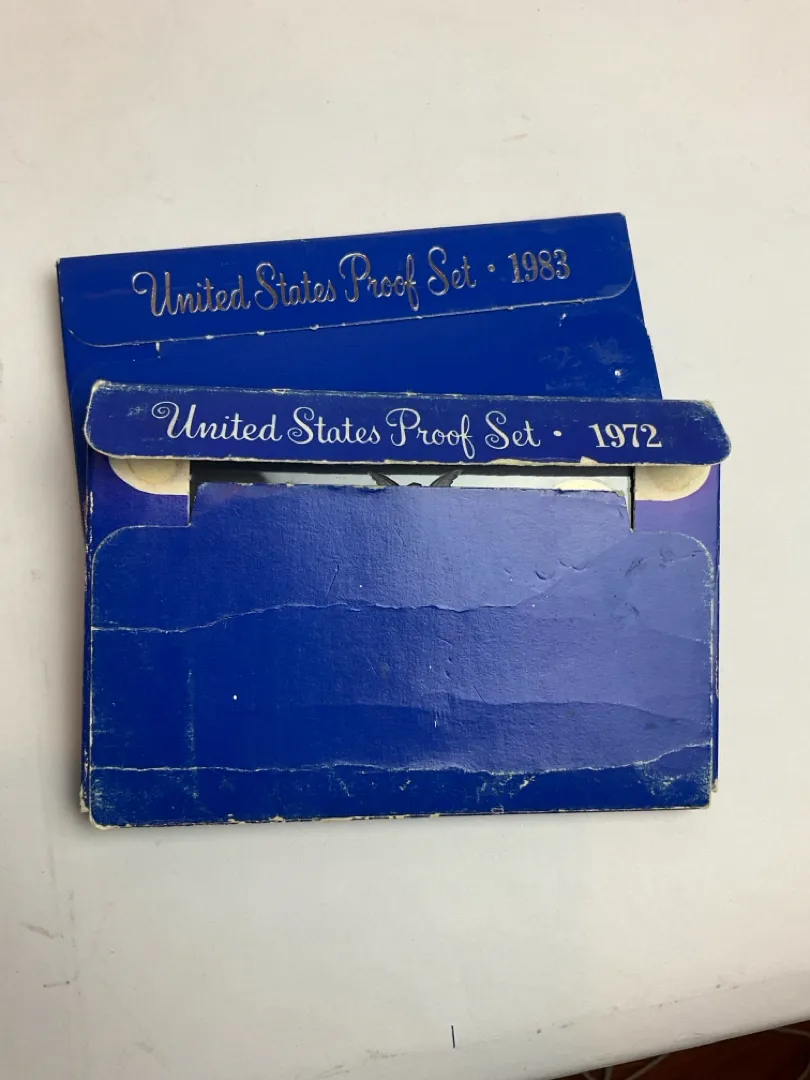 United States Proof Set · 1983
United States Proof Set · 1972